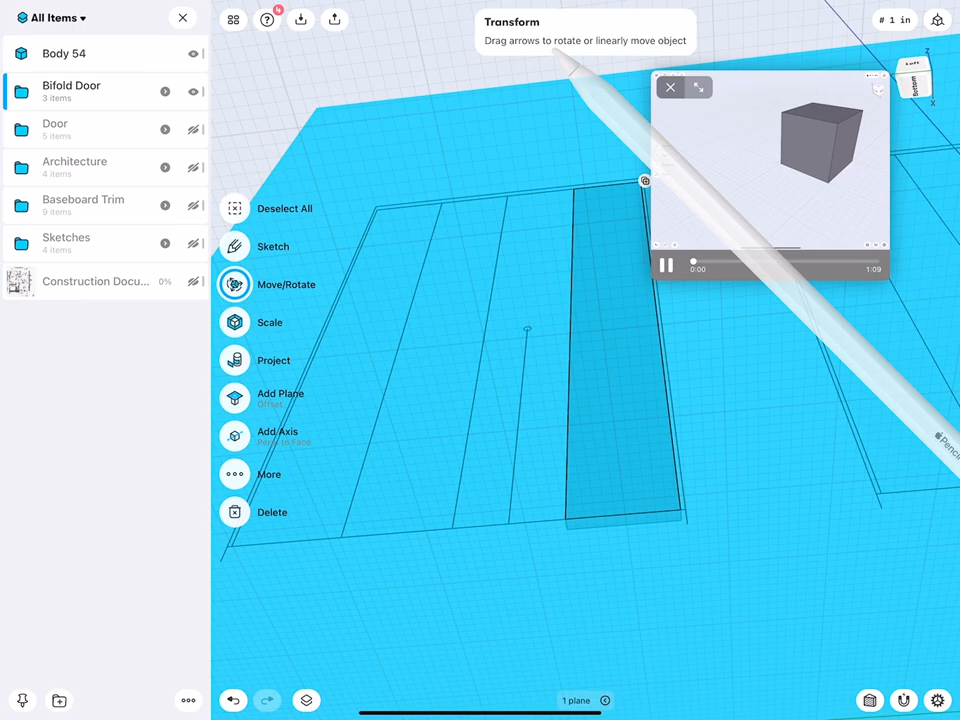 All Items ▾
Body 54
Bifold Door
3 items
Door
5 items
Architecture
4 items
Baseboard Trim
9 items
Sketches
4 items
Construction Docu... 0%
4
Transform
Drag arrows to rotate or linearly move object
# 1 in
Z
Left
Bottom
X
0:00
1:09
Deselect All
Sketch
Move/Rotate
Scale
Project
Add Plane
Offset
Add Axis
Perp to Face
More
Delete
Pencil
1 plane